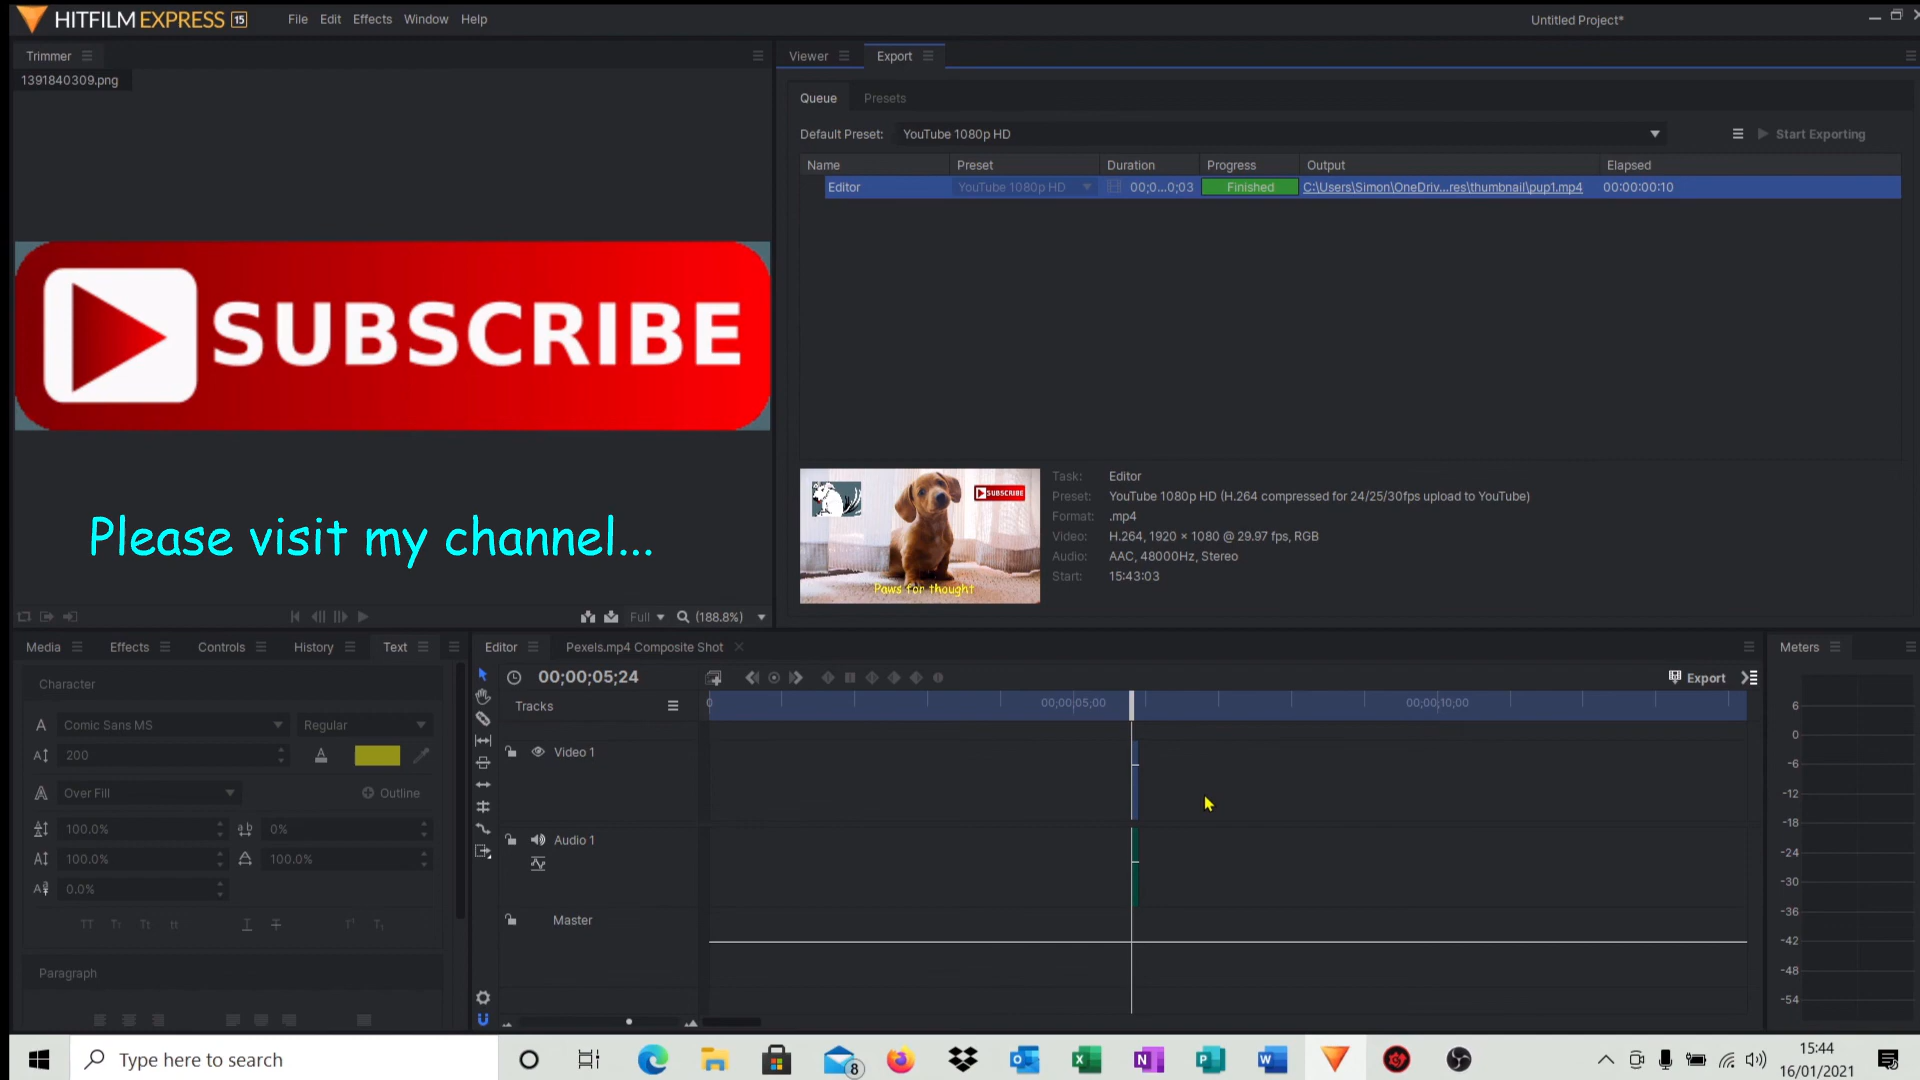 HITFILM EXPRESS 15
File Edit Effects Window Help
Untitled Project*
Trimmer
1391840309.png
SUBSCRIBE
Please visit my channel...
Full (188.8%)
Viewer Export
Queue Presets
Default Preset: YouTube 1080p HD Start Exporting
Name Preset Duration Progress Output Elapsed
Editor YouTube 1080p HD 00;0...0;03 Finished C:\Users\Simon\OneDriv...res\thumbnail\pup1.mp4 00:00:00:10
SUBSCRIBE
Paws for thought
Task: Editor
Preset: YouTube 1080p HD (H.264 compressed for 24/25/30fps upload to YouTube)
Format: .mp4
Video: H.264, 1920 × 1080 @ 29.97 fps, RGB
Audio: AAC, 48000Hz, Stereo
Start: 15:43:03
Media Effects Controls History Text
Character
Comic Sans MS Regular
200
Over Fill Outline
100.0% 0%
100.0% 100.0%
0.0%
TT Tт Tt tt T T T¹ T₁
Paragraph
Editor Pexels.mp4 Composite Shot
00;00;05;24 Export
Tracks 0 00;00;05;00 00;00;10;00
Video 1
Audio 1
Master
Meters
6
0
-6
-12
-18
-24
-30
-36
-42
-48
-54
Type here to search
8
15:44
16/01/2021